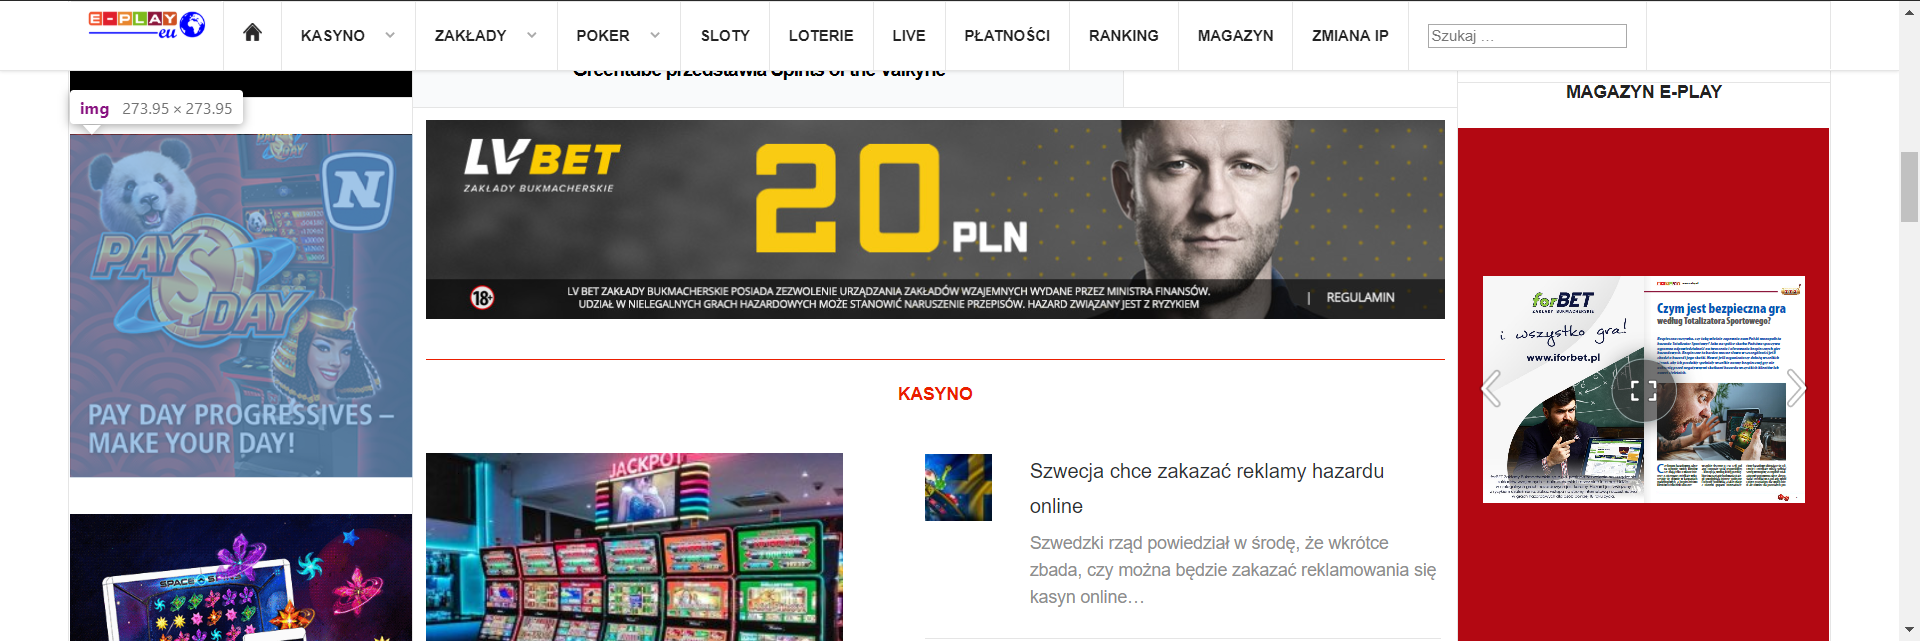 E-PLAY
eu
KASYNO
ZAKŁADY
POKER
SLOTY
LOTERIE
LIVE
PŁATNOŚCI
RANKING
MAGAZYN
ZMIANA IP
Szukaj …
Greentube przedstawia Spirits of the Valkyrie
img 273.95 × 273.95
N
PAY DAY
PAY DAY PROGRESSIVES –
MAKE YOUR DAY!
SPACE SPINS
LVBET
ZAKŁADY BUKMACHERSKIE
20 PLN
18+
LV BET ZAKŁADY BUKMACHERSKIE POSIADA ZEZWOLENIE URZĄDZANIA ZAKŁADÓW WZAJEMNYCH WYDANE PRZEZ MINISTRA FINANSÓW.
UDZIAŁ W NIELEGALNYCH GRACH HAZARDOWYCH MOŻE STANOWIĆ NARUSZENIE PRZEPISÓW. HAZARD ZWIĄZANY JEST Z RYZYKIEM
| REGULAMIN
KASYNO
JACKPOT
Szwecja chce zakazać reklamy hazardu
online
Szwedzki rząd powiedział w środę, że wkrótce
zbada, czy można będzie zakazać reklamowania się
kasyn online…
MAGAZYN E-PLAY
forBET
ZAKŁADY BUKMACHERSKIE
i wszystko gra!
www.iforbet.pl
Czym jest bezpieczna gra
według Totalizatora Sportowego?